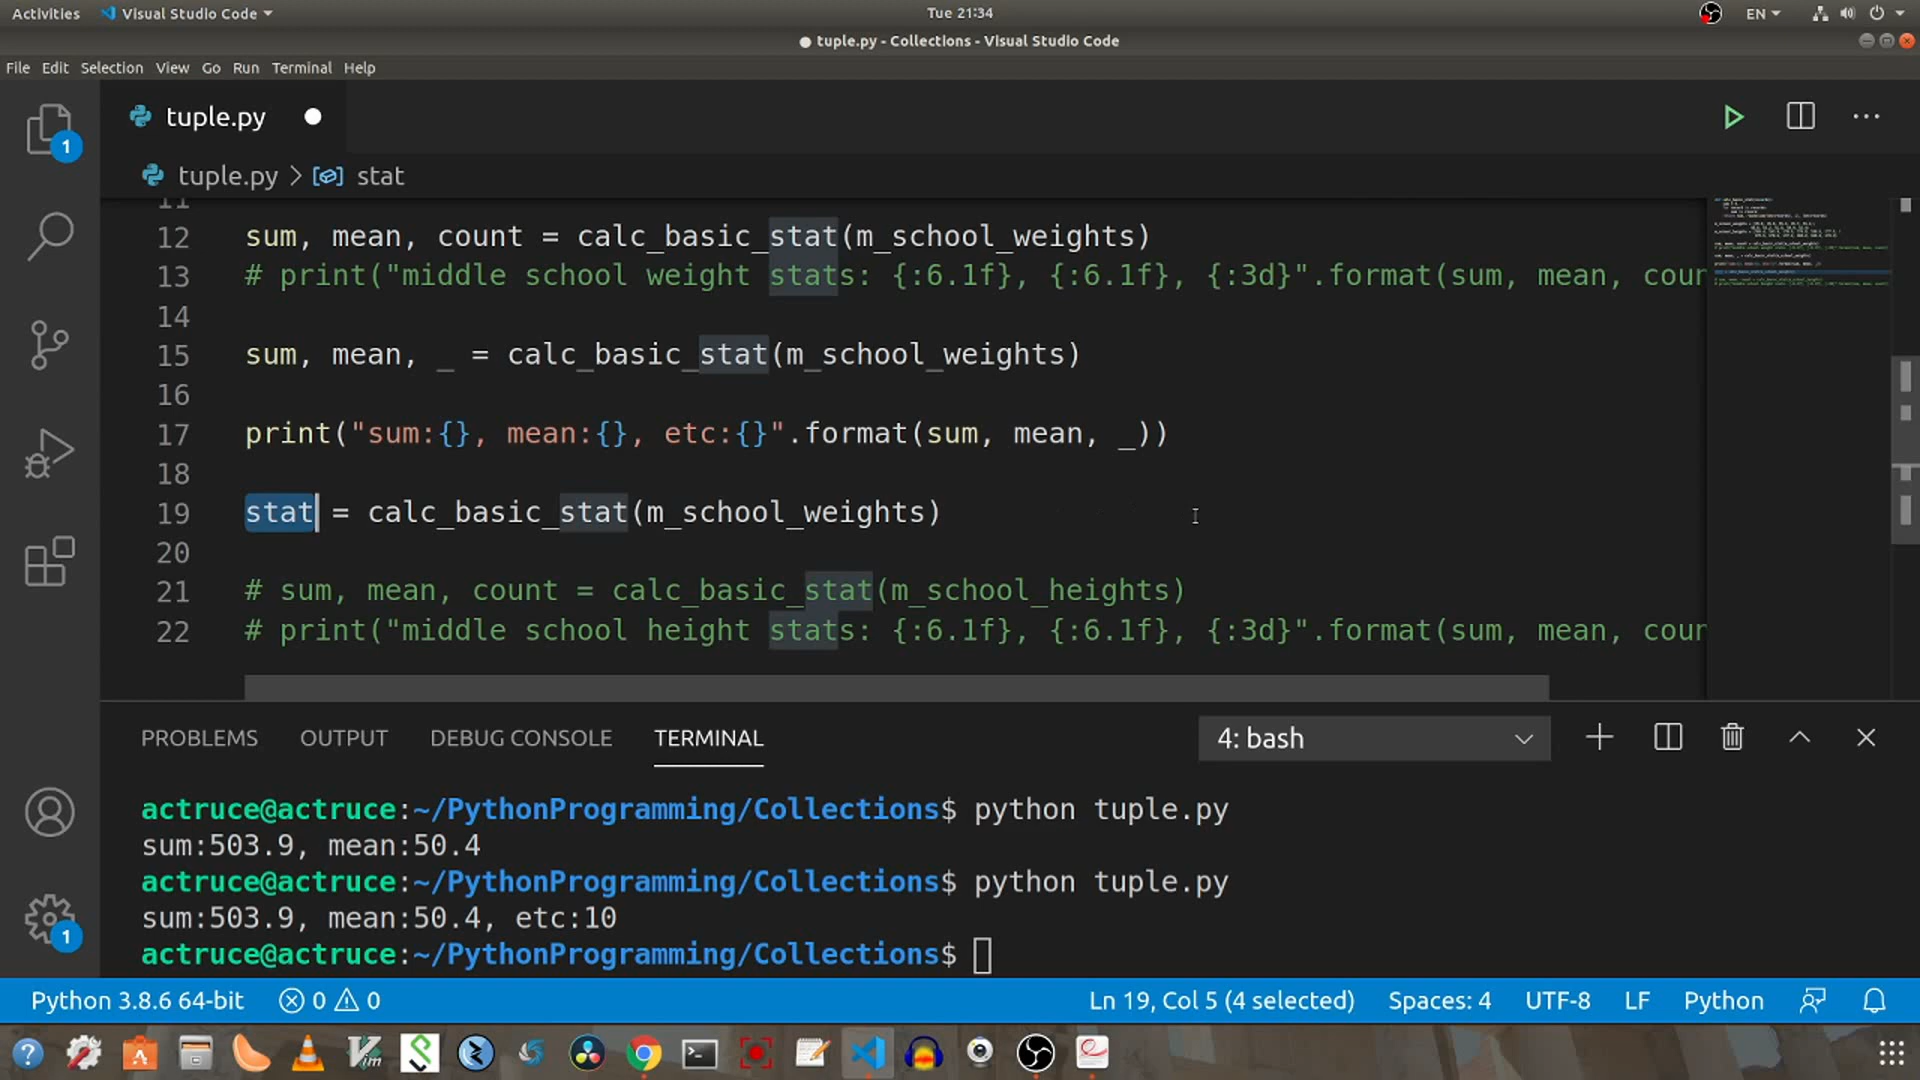 Activities Visual Studio Code Tue 21:34 EN
tuple.py - Collections - Visual Studio Code
File Edit Selection View Go Run Terminal Help
tuple.py
tuple.py > stat
11
12 sum, mean, count = calc_basic_stat(m_school_weights)
13 # print("middle school weight stats: {:6.1f}, {:6.1f}, {:3d}".format(sum, mean, coun
14
15 sum, mean, _ = calc_basic_stat(m_school_weights)
16
17 print("sum:{}, mean:{}, etc:{}".format(sum, mean, _))
18
19 stat = calc_basic_stat(m_school_weights)
20
21 # sum, mean, count = calc_basic_stat(m_school_heights)
22 # print("middle school height stats: {:6.1f}, {:6.1f}, {:3d}".format(sum, mean, coun
1
PROBLEMS OUTPUT DEBUG CONSOLE TERMINAL 4: bash
actruce@actruce:~/PythonProgramming/Collections$ python tuple.py
sum:503.9, mean:50.4
actruce@actruce:~/PythonProgramming/Collections$ python tuple.py
sum:503.9, mean:50.4, etc:10
actruce@actruce:~/PythonProgramming/Collections$
1
Python 3.8.6 64-bit 0 0 Ln 19, Col 5 (4 selected) Spaces: 4 UTF-8 LF Python